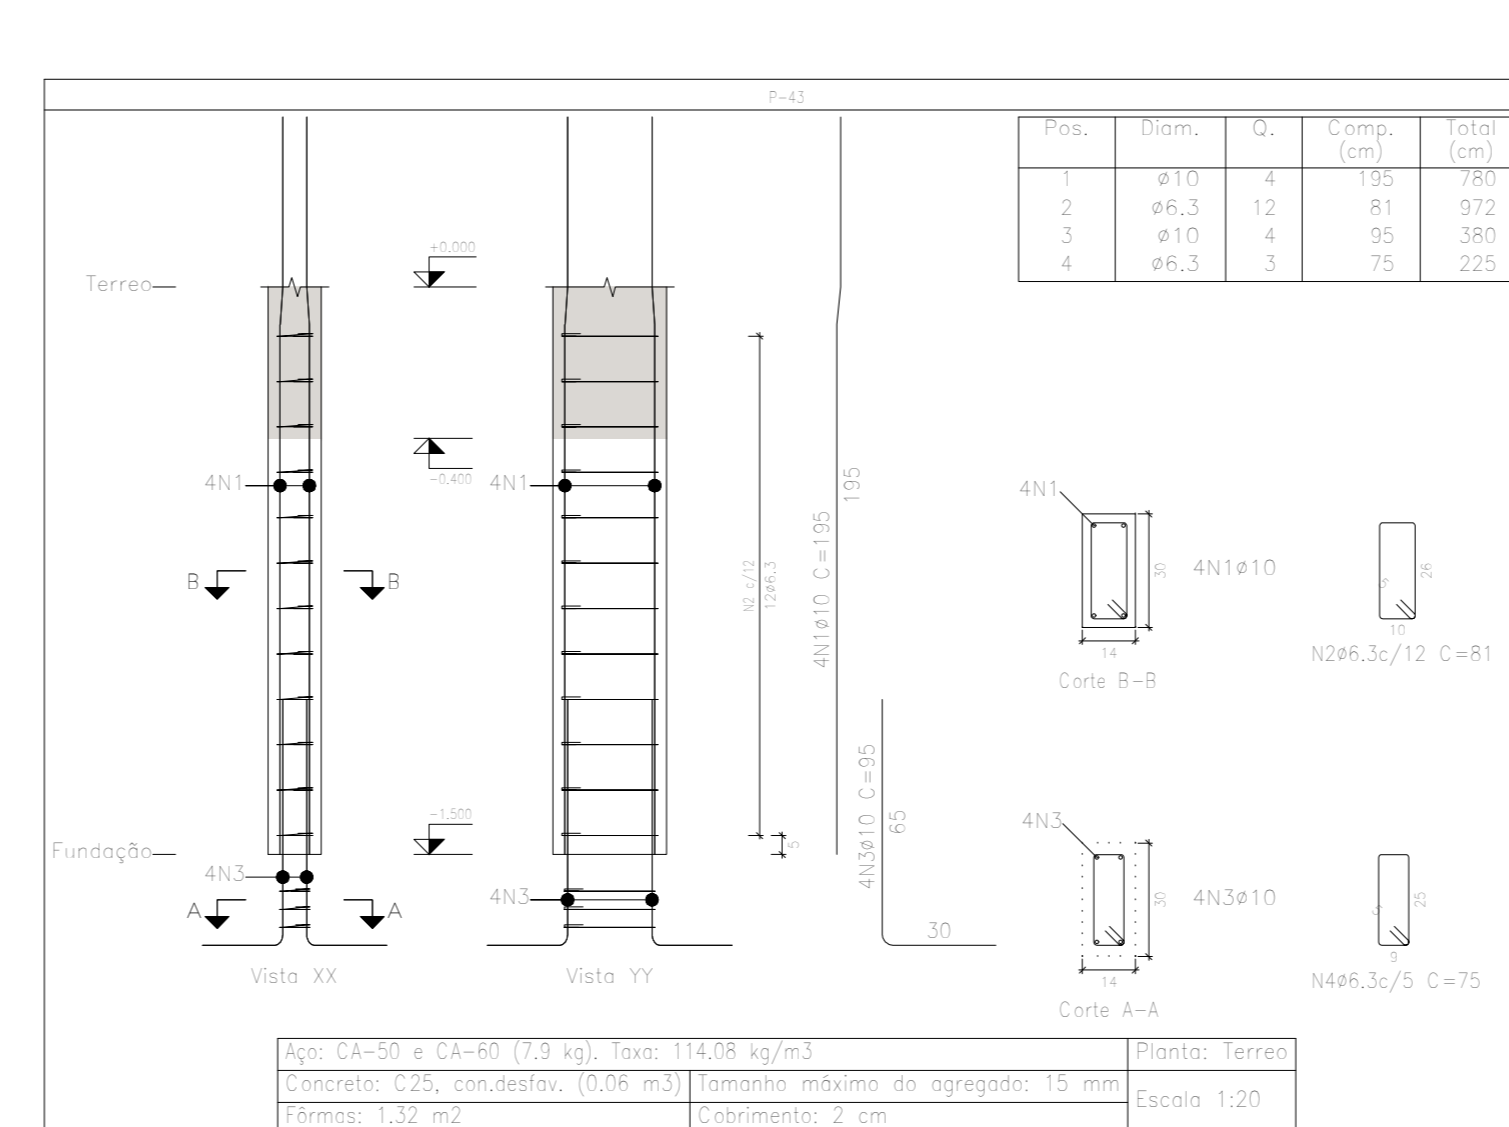 P-43
Pos. Diam. Q. Comp. (cm) Total (cm)
1 ø10 4 195 780
2 ø6.3 12 81 972
3 ø10 4 95 380
4 ø6.3 3 75 225
Terreo
+0.000
4N1
-0.400
4N1
B
B
N2 c/12
12ø6.3
4N1ø10 C=195
195
4N1
30
14
4N1ø10
Corte B-B
5
26
10
N2ø6.3c/12 C=81
Fundação
-1.500
5
4N3
4N3
A
A
4N3ø10 C=95
65
30
4N3
30
14
4N3ø10
Corte A-A
5
25
9
N4ø6.3c/5 C=75
Vista XX
Vista YY
Aço: CA-50 e CA-60 (7.9 kg). Taxa: 114.08 kg/m3
Planta: Terreo
Concreto: C25, con.desfav. (0.06 m3)
Tamanho máximo do agregado: 15 mm
Escala 1:20
Fôrmas: 1.32 m2
Cobrimento: 2 cm